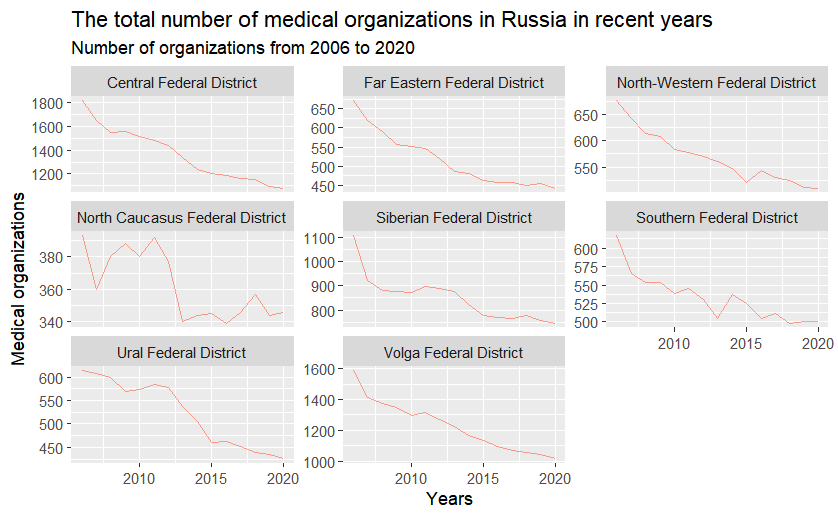 The total number of medical organizations in Russia in recent years
Number of organizations from 2006 to 2020
Medical organizations
Central Federal District
1800
1600
1400
1200
Far Eastern Federal District
650
600
550
500
450
North-Western Federal District
650
600
550
North Caucasus Federal District
380
360
340
Siberian Federal District
1100
1000
900
800
Southern Federal District
600
575
550
525
500
2010 2015 2020
Ural Federal District
600
550
500
450
2010 2015 2020
Volga Federal District
1600
1400
1200
1000
2010 2015 2020
Years